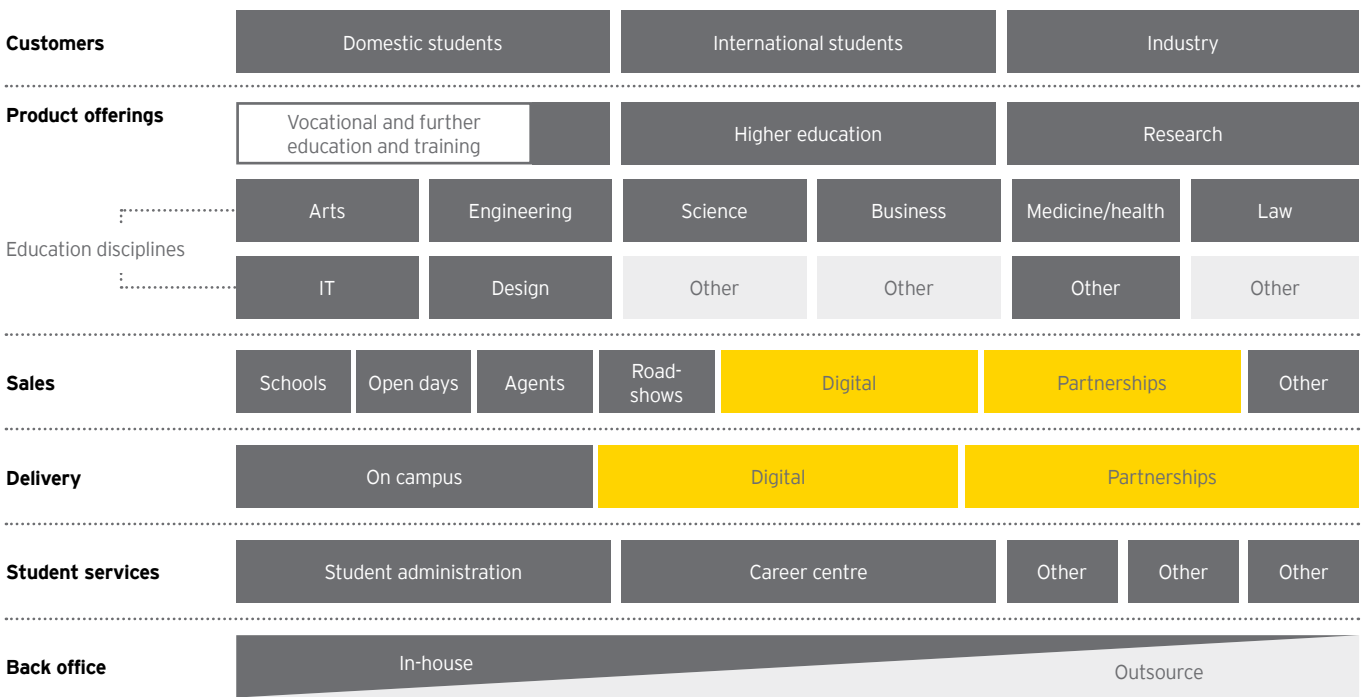 Customers
Domestic students
International students
Industry
Product offerings
Vocational and further
education and training
Higher education
Research
Education disciplines
Arts
Engineering
Science
Business
Medicine/health
Law
IT
Design
Other
Other
Other
Other
Sales
Schools
Open days
Agents
Road-
shows
Digital
Partnerships
Other
Delivery
On campus
Digital
Partnerships
Student services
Student administration
Career centre
Other
Other
Other
Back office
In-house
Outsource